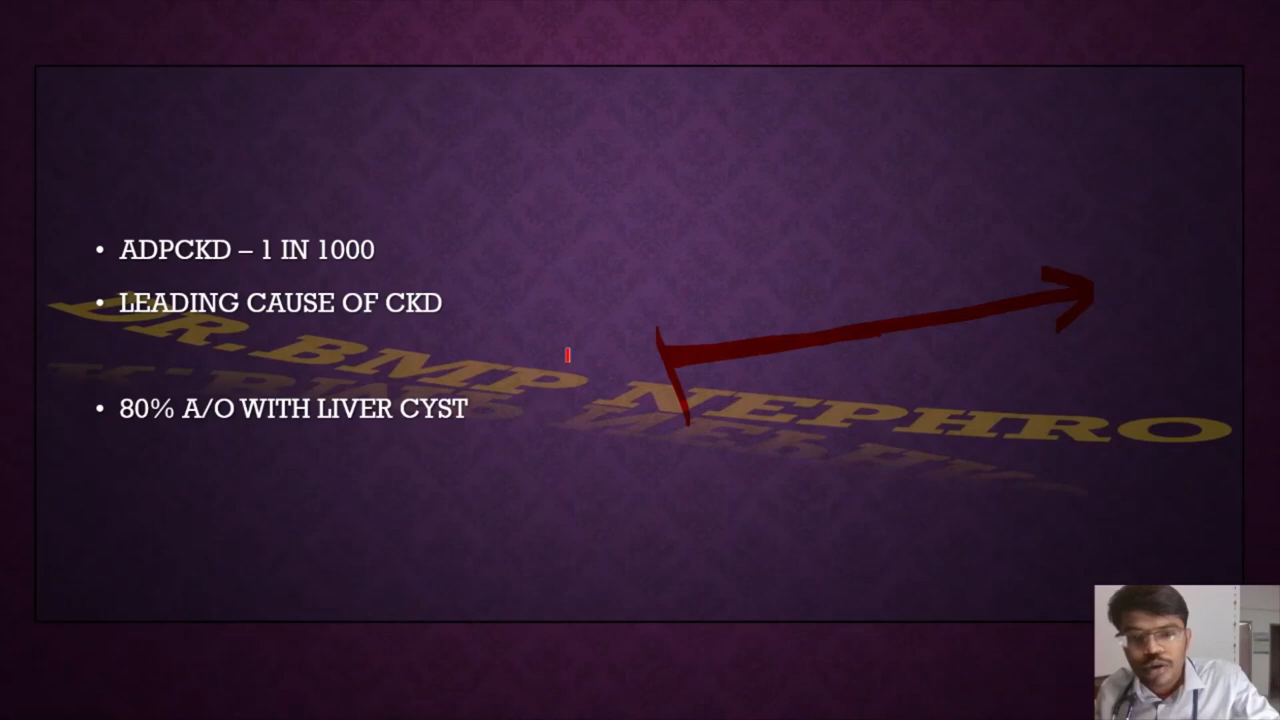 • ADPCKD – 1 IN 1000
• LEADING CAUSE OF CKD
DR. BMP NEPHRO
• 80% A/O WITH LIVER CYST